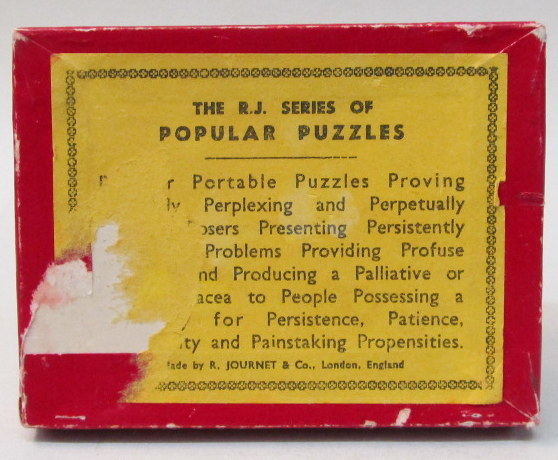 THE R.J. SERIES OF
POPULAR PUZZLES
Portable Puzzles Proving
Perplexing and Perpetually
Presenting Persistently
Problems Providing Profuse
and Producing a Palliative or
to People Possessing a
for Persistence, Patience,
and Painstaking Propensities.
by R. JOURNET & Co., London, England